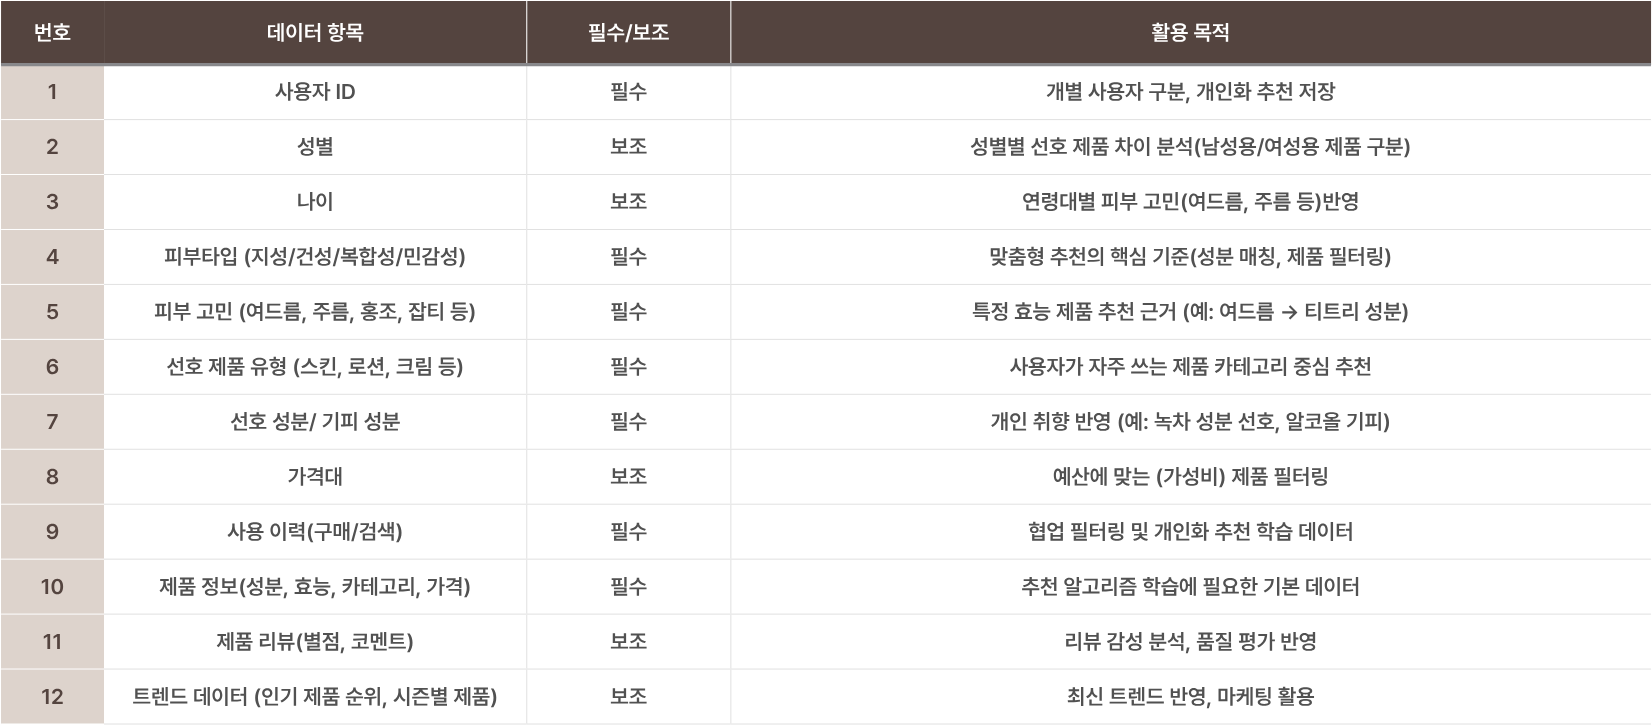 번호 데이터 항목 필수/보조 활용 목적
1 사용자 ID 필수 개별 사용자 구분, 개인화 추천 저장
2 성별 보조 성별별 선호 제품 차이 분석(남성용/여성용 제품 구분)
3 나이 보조 연령대별 피부 고민(여드름, 주름 등)반영
4 피부타입 (지성/건성/복합성/민감성) 필수 맞춤형 추천의 핵심 기준(성분 매칭, 제품 필터링)
5 피부 고민 (여드름, 주름, 홍조, 잡티 등) 필수 특정 효능 제품 추천 근거 (예: 여드름 → 티트리 성분)
6 선호 제품 유형 (스킨, 로션, 크림 등) 필수 사용자가 자주 쓰는 제품 카테고리 중심 추천
7 선호 성분/ 기피 성분 필수 개인 취향 반영 (예: 녹차 성분 선호, 알코올 기피)
8 가격대 보조 예산에 맞는 (가성비) 제품 필터링
9 사용 이력(구매/검색) 필수 협업 필터링 및 개인화 추천 학습 데이터
10 제품 정보(성분, 효능, 카테고리, 가격) 필수 추천 알고리즘 학습에 필요한 기본 데이터
11 제품 리뷰(별점, 코멘트) 보조 리뷰 감성 분석, 품질 평가 반영
12 트렌드 데이터 (인기 제품 순위, 시즌별 제품) 보조 최신 트렌드 반영, 마케팅 활용